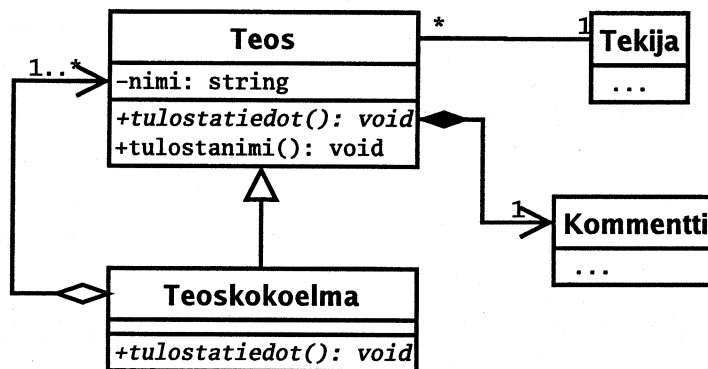 Teos
* 1
Tekija
...
1..*
-nimi: string
+tulostatiedot(): void
+tulostanimi(): void
1
Kommentti
...
Teoskokoelma
+tulostatiedot(): void